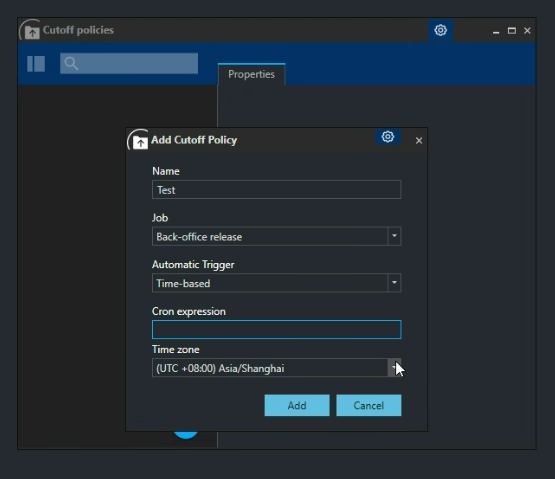 Cutoff policies
Properties
Add Cutoff Policy
Name
Test
Job
Back-office release
Automatic Trigger
Time-based
Cron expression
Time zone
(UTC +08:00) Asia/Shanghai
Add
Cancel